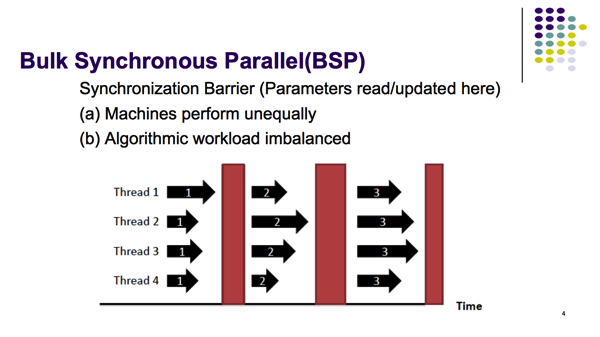 Bulk Synchronous Parallel(BSP)
Synchronization Barrier (Parameters read/updated here)
(a) Machines perform unequally
(b) Algorithmic workload imbalanced
Thread 1 1 2 3
Thread 2 1 2 3
Thread 3 1 2 3
Thread 4 1 2 3
Time
4